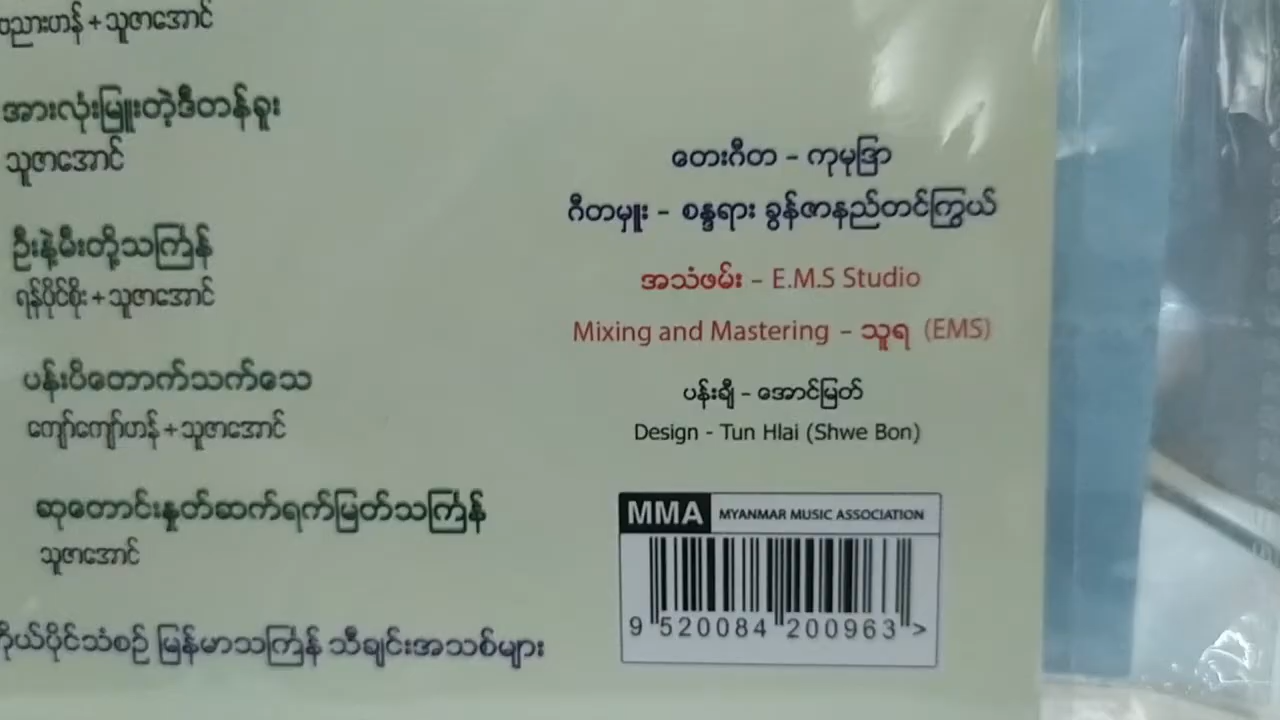 ဗညားဟန် + သူဇာအောင်
အားလုံးမြူးတဲ့ဒီတန်ခူး
သူဇာအောင်
ဦးနဲ့မီးတို့သင်္ကြန်
ရန်ပိုင်စိုး + သူဇာအောင်
ပန်းပိတောက်သက်သေ
ကျော်ကျော်ဟန် + သူဇာအောင်
ဆုတောင်းနှုတ်ဆက်ရက်မြတ်သင်္ကြန်
သူဇာအောင်
ကိုယ်ပိုင်သံစဉ် မြန်မာသင်္ကြန် သီချင်းအသစ်များ
တေးဂီတ - ကုမုဒြာ
ဂီတမှူး - စန္ဒရား ခွန်ဇာနည်တင်ကြွယ်
အသံဖမ်း - E.M.S Studio
Mixing and Mastering - သူရ (EMS)
ပန်းချီ - အောင်မြတ်
Design - Tun Hlai (Shwe Bon)
MMA MYANMAR MUSIC ASSOCIATION
9 520084 200963 >